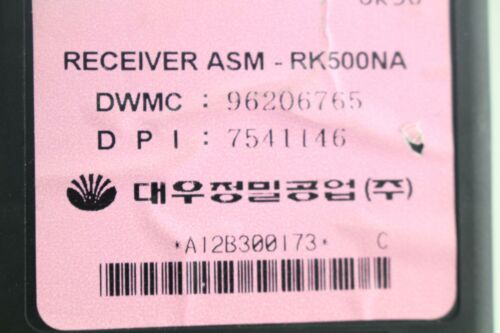 RECEIVER ASM - RK500NA
DWMC : 96206765
D P I : 7541146
대우정밀공업(주)
*A12B300173* C